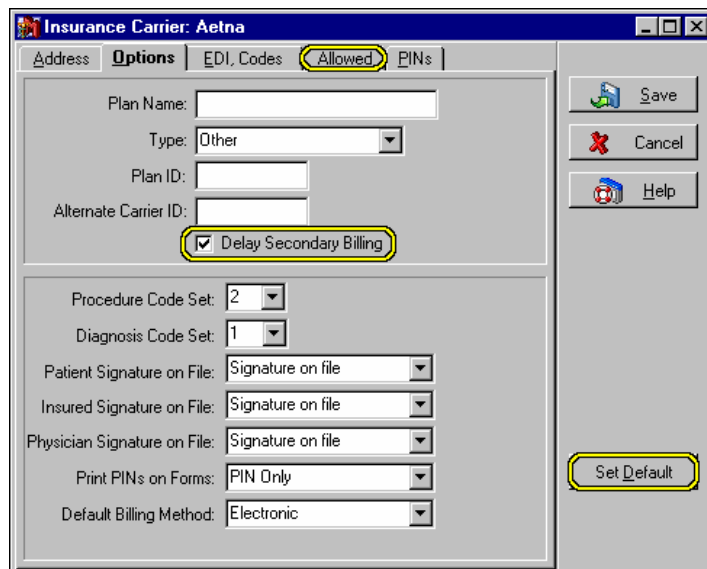 Insurance Carrier: Aetna
Address Options EDI, Codes Allowed PINs
Plan Name:
Type: Other
Plan ID:
Alternate Carrier ID:
Delay Secondary Billing
Procedure Code Set: 2
Diagnosis Code Set: 1
Patient Signature on File: Signature on file
Insured Signature on File: Signature on file
Physician Signature on File: Signature on file
Print PINs on Forms: PIN Only
Default Billing Method: Electronic
Save
Cancel
Help
Set Default